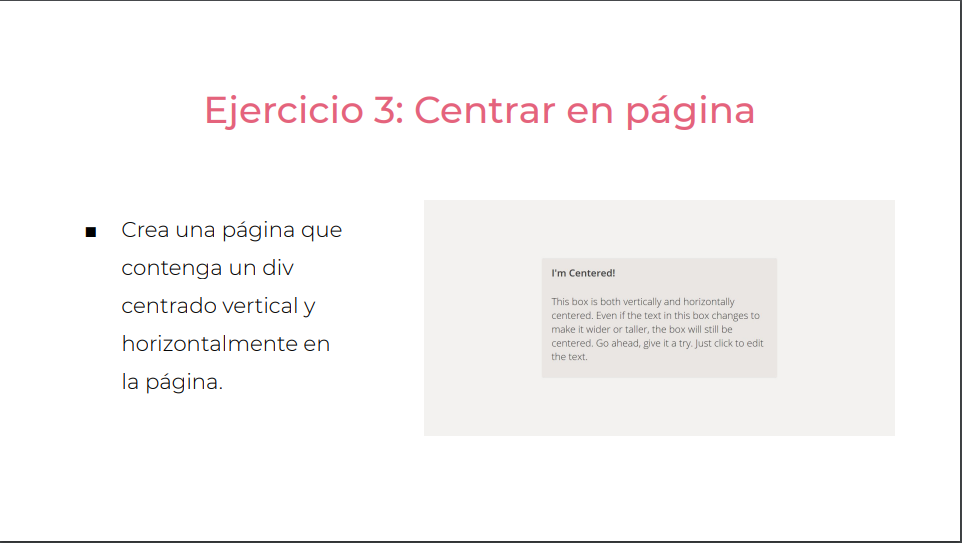 Ejercicio 3: Centrar en página
▪ Crea una página que
contenga un div
centrado vertical y
horizontalmente en
la página.
I'm Centered!
This box is both vertically and horizontally
centered. Even if the text in this box changes to
make it wider or taller, the box will still be
centered. Go ahead, give it a try. Just click to edit
the text.